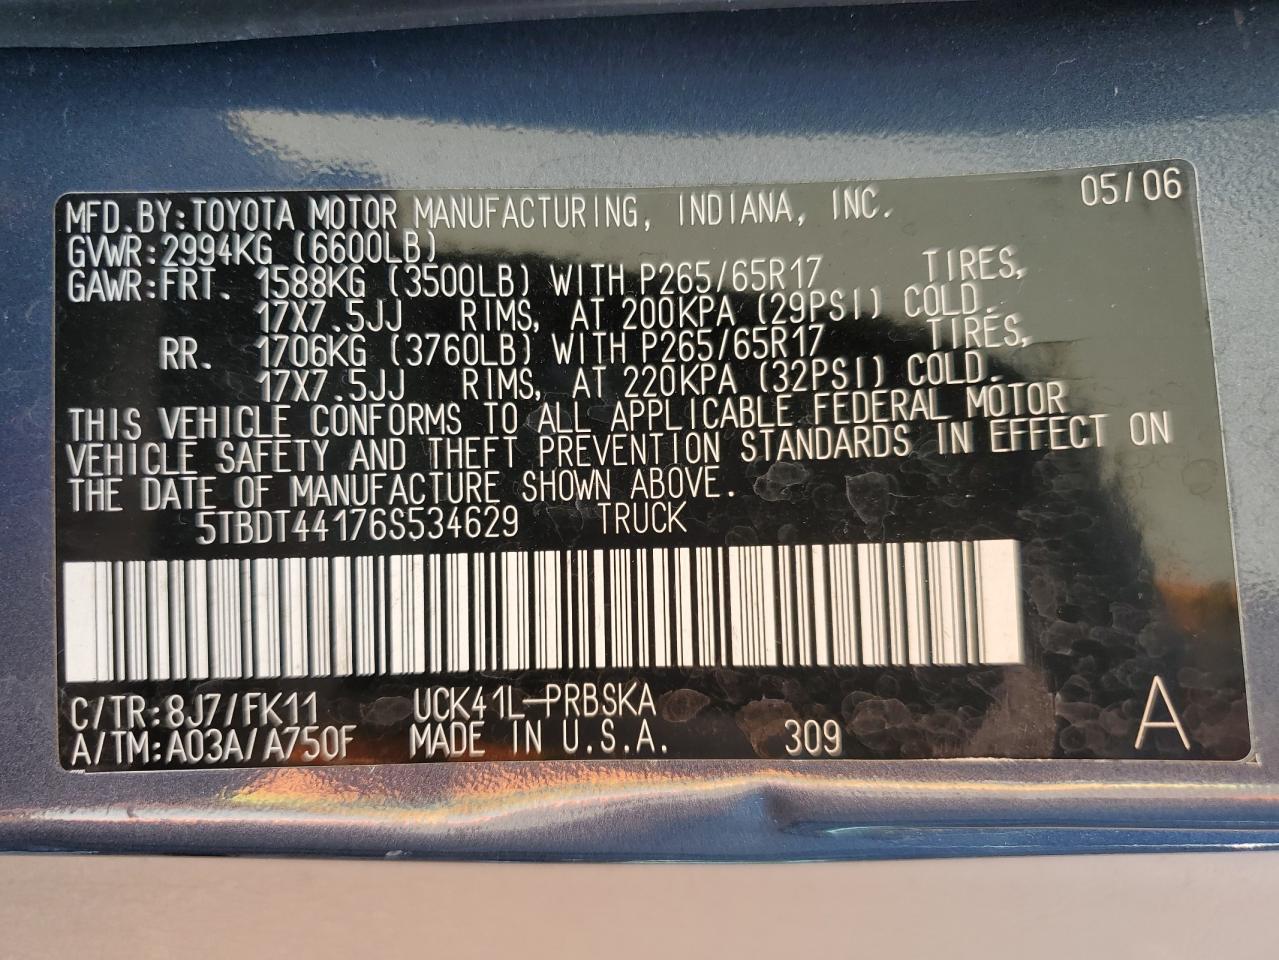 MFD.BY:TOYOTA MOTOR MANUFACTURING, INDIANA, INC. 05/06
GVWR:2994KG (6600LB)
GAWR:FRT. 1588KG (3500LB) WITH P265/65R17 TIRES,
17X7.5JJ RIMS, AT 200KPA (29PSI) COLD.
RR. 1706KG (3760LB) WITH P265/65R17 TIRES,
17X7.5JJ RIMS, AT 220KPA (32PSI) COLD.
THIS VEHICLE CONFORMS TO ALL APPLICABLE FEDERAL MOTOR
VEHICLE SAFETY AND THEFT PREVENTION STANDARDS IN EFFECT ON
THE DATE OF MANUFACTURE SHOWN ABOVE.
5TBDT44176S534629 TRUCK
C/TR:8J7/FK11 UCK41L-PRBSKA
A/TM:A03A/A750F MADE IN U.S.A. 309 A